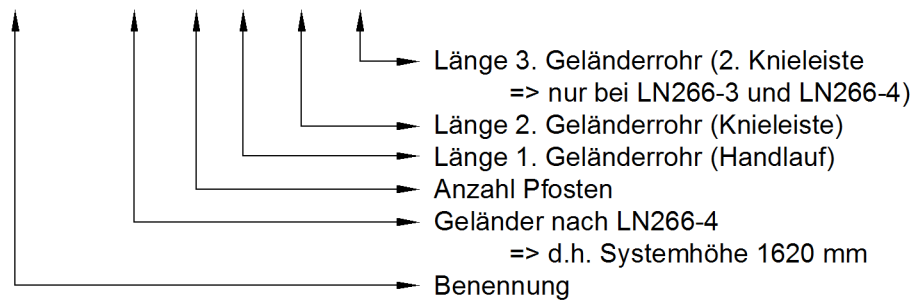 Länge 3. Geländerrohr (2. Knieleiste
=> nur bei LN266-3 und LN266-4)
Länge 2. Geländerrohr (Knieleiste)
Länge 1. Geländerrohr (Handlauf)
Anzahl Pfosten
Geländer nach LN266-4
=> d.h. Systemhöhe 1620 mm
Benennung